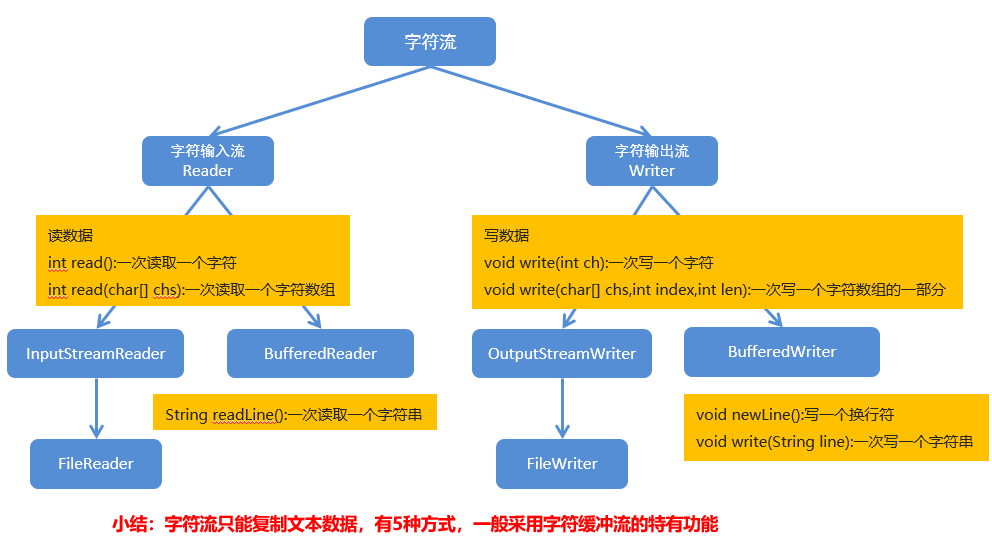 字符流
字符输入流
Reader
字符输出流
Writer
读数据
int read():一次读取一个字符
int read(char[] chs):一次读取一个字符数组
写数据
void write(int ch):一次写一个字符
void write(char[] chs,int index,int len):一次写一个字符数组的一部分
InputStreamReader
BufferedReader
OutputStreamWriter
BufferedWriter
String readLine():一次读取一个字符串
void newLine():写一个换行符
void write(String line):一次写一个字符串
FileReader
FileWriter
小结：字符流只能复制文本数据，有5种方式，一般采用字符缓冲流的特有功能